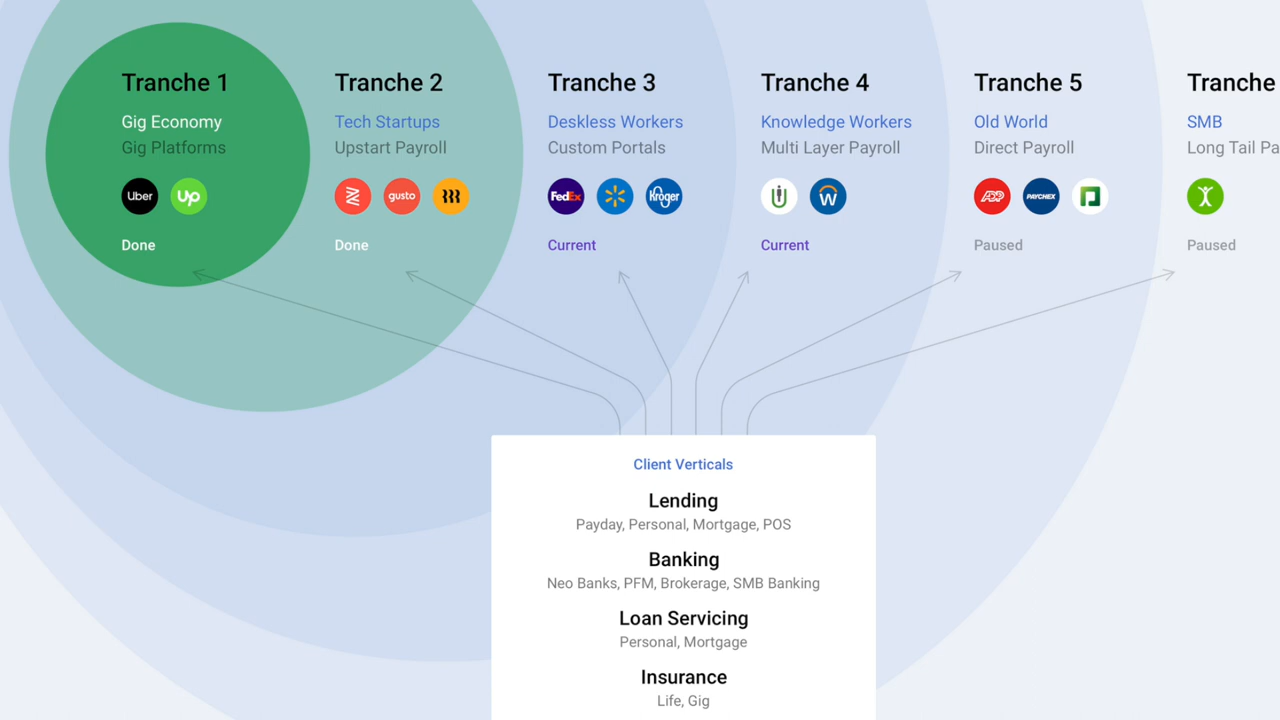 Tranche 1
Gig Economy
Gig Platforms
Uber
Up
Done
Tranche 2
Tech Startups
Upstart Payroll
gusto
Done
Tranche 3
Deskless Workers
Custom Portals
FedEx
Kroger
Current
Tranche 4
Knowledge Workers
Multi Layer Payroll
U
W
Current
Tranche 5
Old World
Direct Payroll
ADP
PAYCHEX
Paused
Tranche
SMB
Long Tail Pa
Paused
Client Verticals
Lending
Payday, Personal, Mortgage, POS
Banking
Neo Banks, PFM, Brokerage, SMB Banking
Loan Servicing
Personal, Mortgage
Insurance
Life, Gig